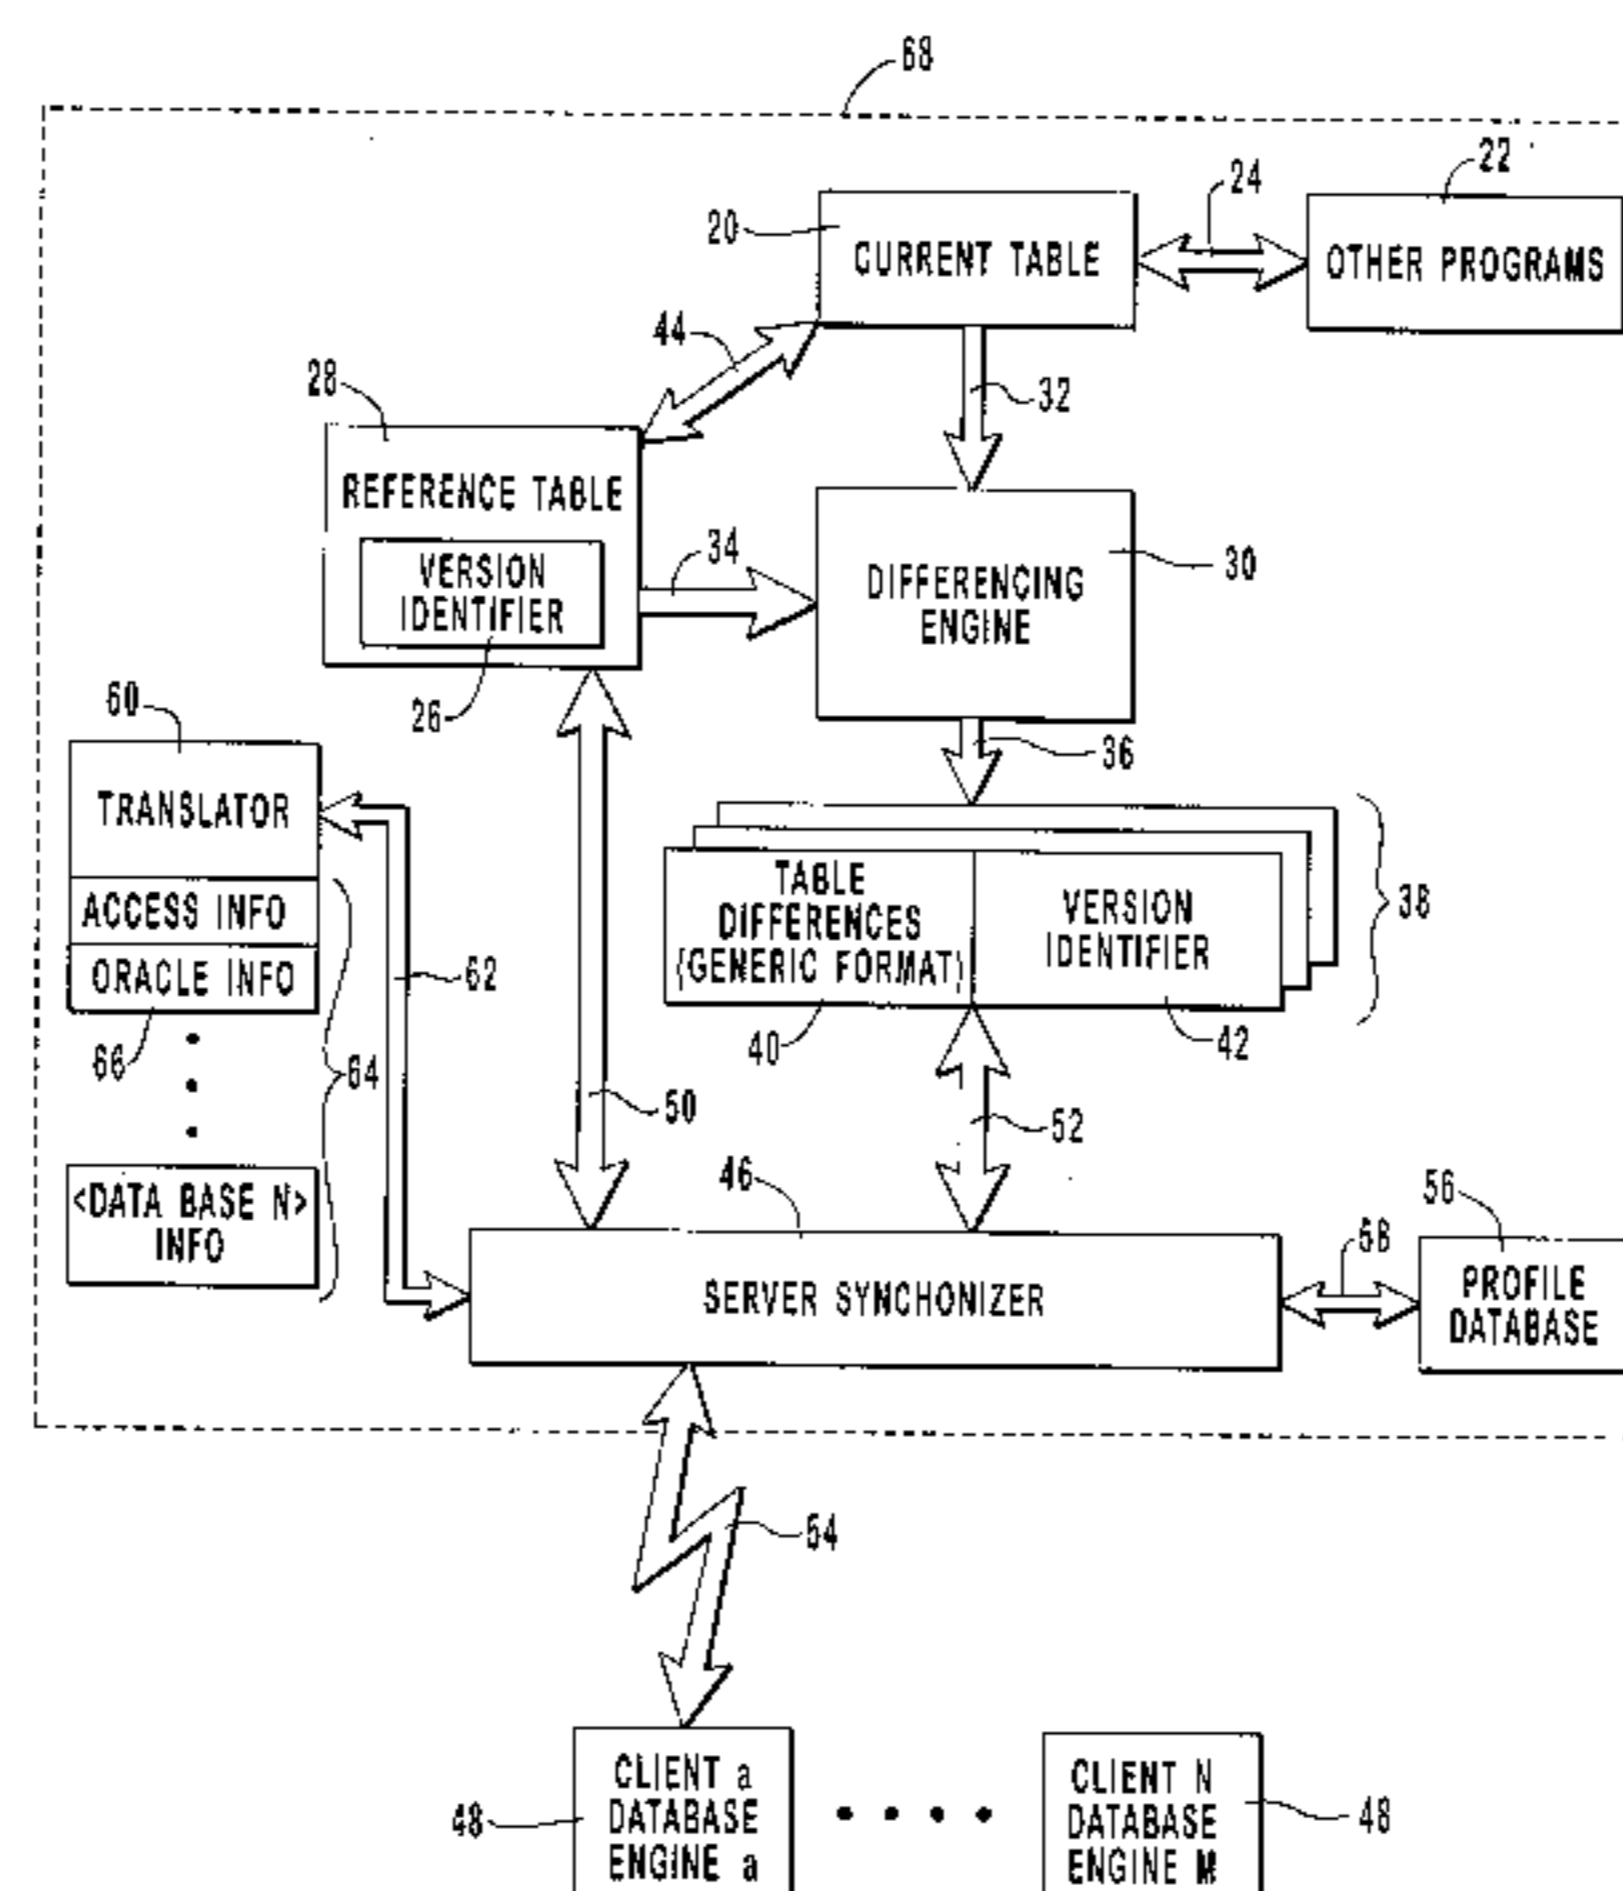 68
22
24
20
CURRENT TABLE
OTHER PROGRAMS
44
28
32
REFERENCE TABLE
34
VERSION
IDENTIFIER
30
DIFFERENCING
ENGINE
26
60
36
TRANSLATOR
ACCESS INFO
ORACLE INFO
62
TABLE
DIFFERENCES
(GENERIC FORMAT)
VERSION
IDENTIFIER
38
40
42
66
64
50
52
<DATA BASE N>
INFO
46
56
58
SERVER SYNCHONIZER
PROFILE
DATABASE
54
48
CLIENT a
DATABASE
ENGINE a
CLIENT N
DATABASE
ENGINE M
48